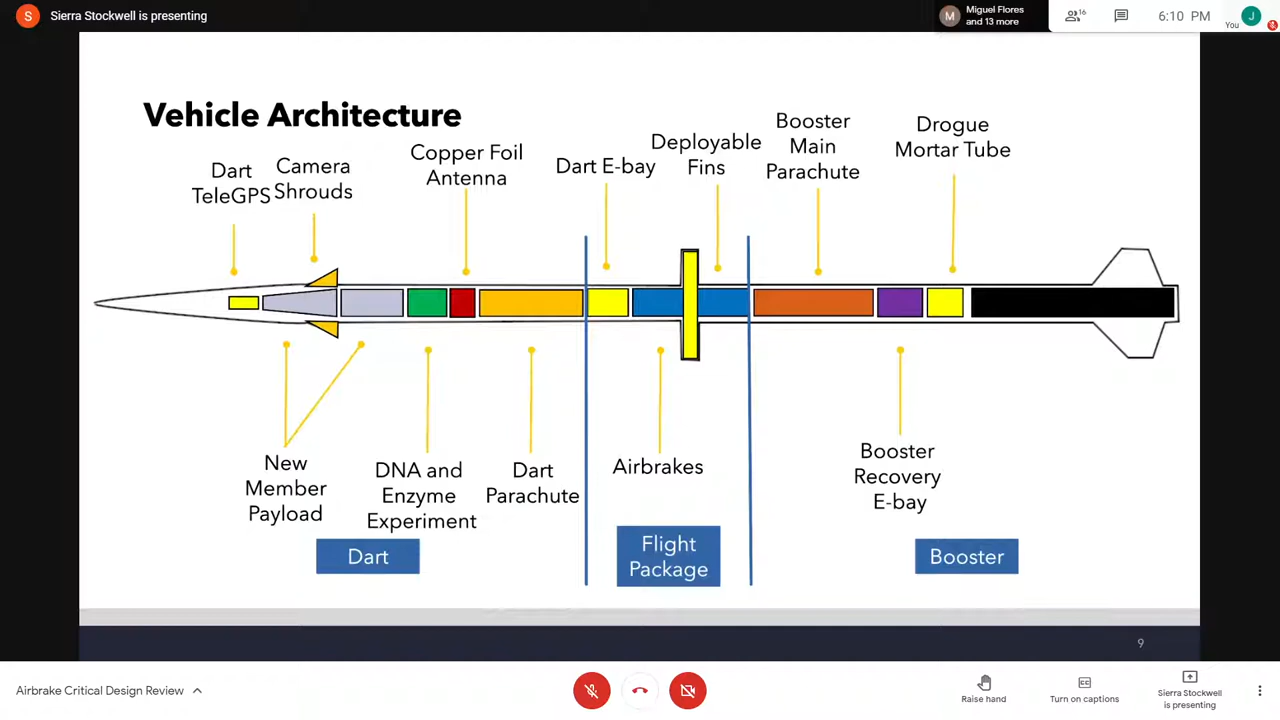 S Sierra Stockwell is presenting
M Miguel Flores
and 13 more
16
6:10 PM
You
J
Vehicle Architecture
Dart
TeleGPS
Camera
Shrouds
Copper Foil
Antenna
Dart E-bay
Deployable
Fins
Booster
Main
Parachute
Drogue
Mortar Tube
New
Member
Payload
DNA and
Enzyme
Experiment
Dart
Parachute
Airbrakes
Booster
Recovery
E-bay
Dart
Flight
Package
Booster
9
Airbrake Critical Design Review
Raise hand
CC
Turn on captions
Sierra Stockwell
is presenting